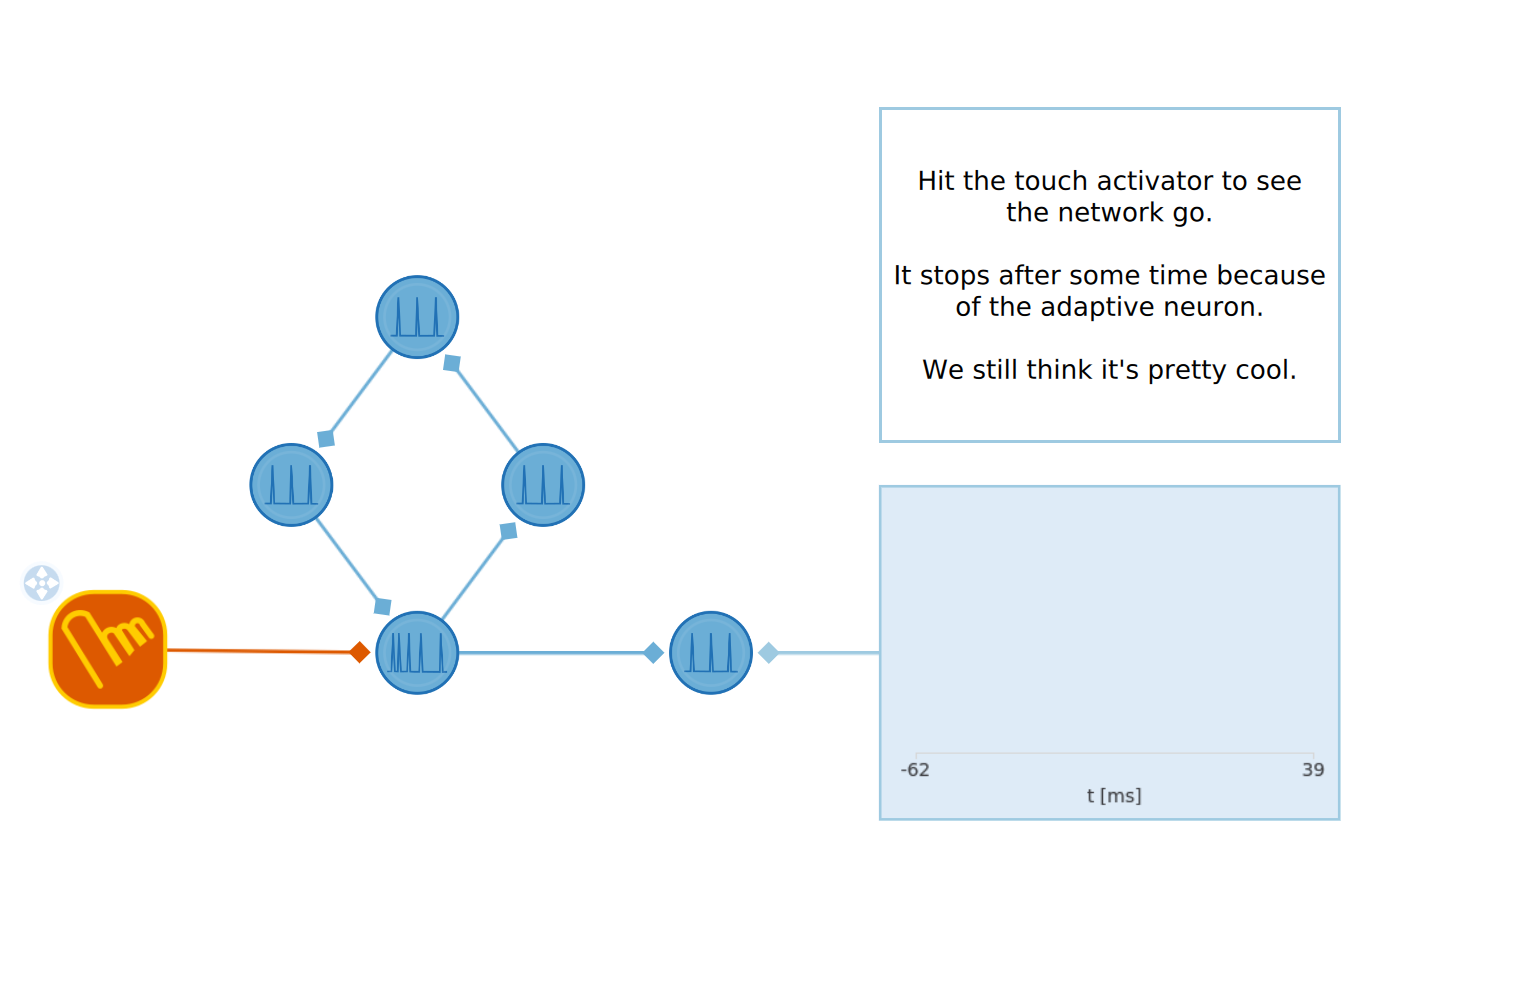 Hit the touch activator to see
the network go.
It stops after some time because
of the adaptive neuron.
We still think it's pretty cool.
-62
39
t [ms]